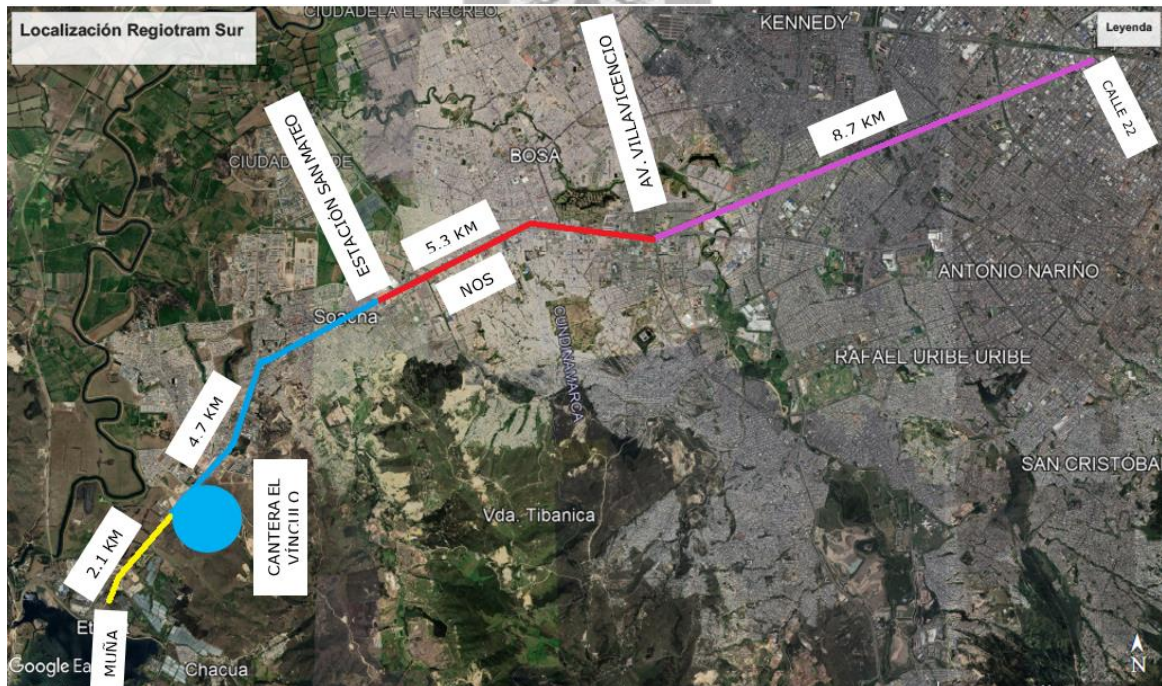 CIUDADELA EL RECREO
Localización Regiotram Sur
KENNEDY
Leyenda
AV. VILLAVICENCIO
CALLE 22
8.7 KM
BOSA
ESTACIÓN SAN MATEO
5.3 KM
NOS
ANTONIO NARIÑO
Soacha
CUNDINAMARCA
RAFAEL URIBE URIBE
4.7 KM
SAN CRISTÓBA
CANTERA EL
VÍNCULO
Vda. Tibanica
2.1 KM
MUÑA
Google Ea
Chacua
N